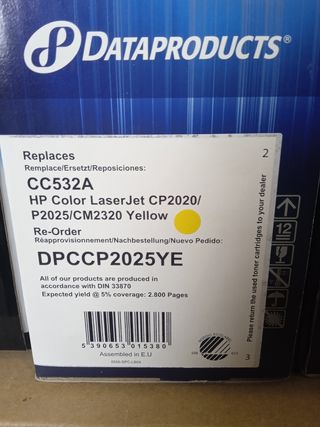 DATAPRODUCTS®
Replaces
Remplace/Ersetzt/Reposiciones:
CC532A
HP Color LaserJet CP2020/
P2025/CM2320 Yellow
Re-Order
Réapprovisionnement/Nachbestellung/Nuevo Pedido:
DPCCP2025YE
All of our products are produced in
accordance with DIN 33870
Expected yield @ 5% coverage: 2.800 Pages
5 390653 015380
Assembled in E.U
2
Please return the used toner cartridges to your dealer
3
12